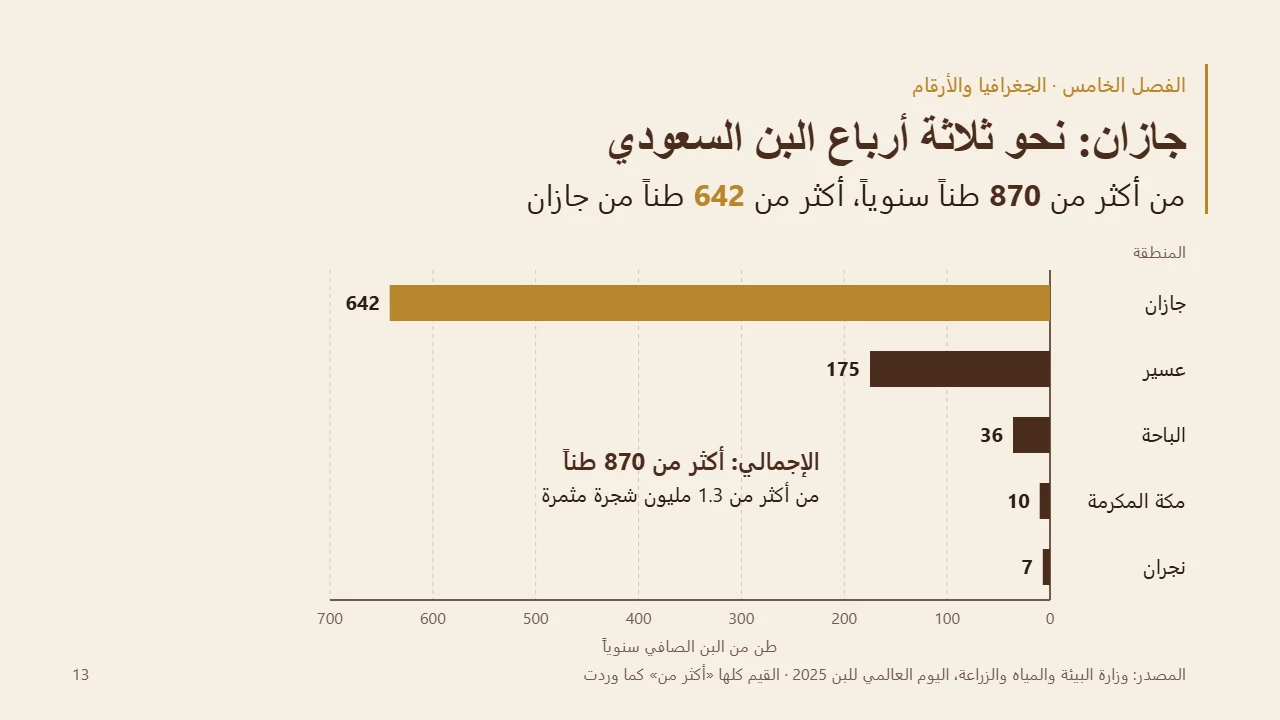 الفصل الخامس · الجغرافيا والأرقام
جازان: نحو ثلاثة أرباع البن السعودي
من أكثر من 870 طناً سنوياً، أكثر من 642 طناً من جازان
المنطقة
جازان
642
عسير
175
الباحة
36
الإجمالي: أكثر من 870 طناً
من أكثر من 1.3 مليون شجرة مثمرة
مكة المكرمة
10
نجران
7
0 100 200 300 400 500 600 700
طن من البن الصافي سنوياً
المصدر: وزارة البيئة والمياه والزراعة، اليوم العالمي للبن 2025 · القيم كلها «أكثر من» كما وردت
13